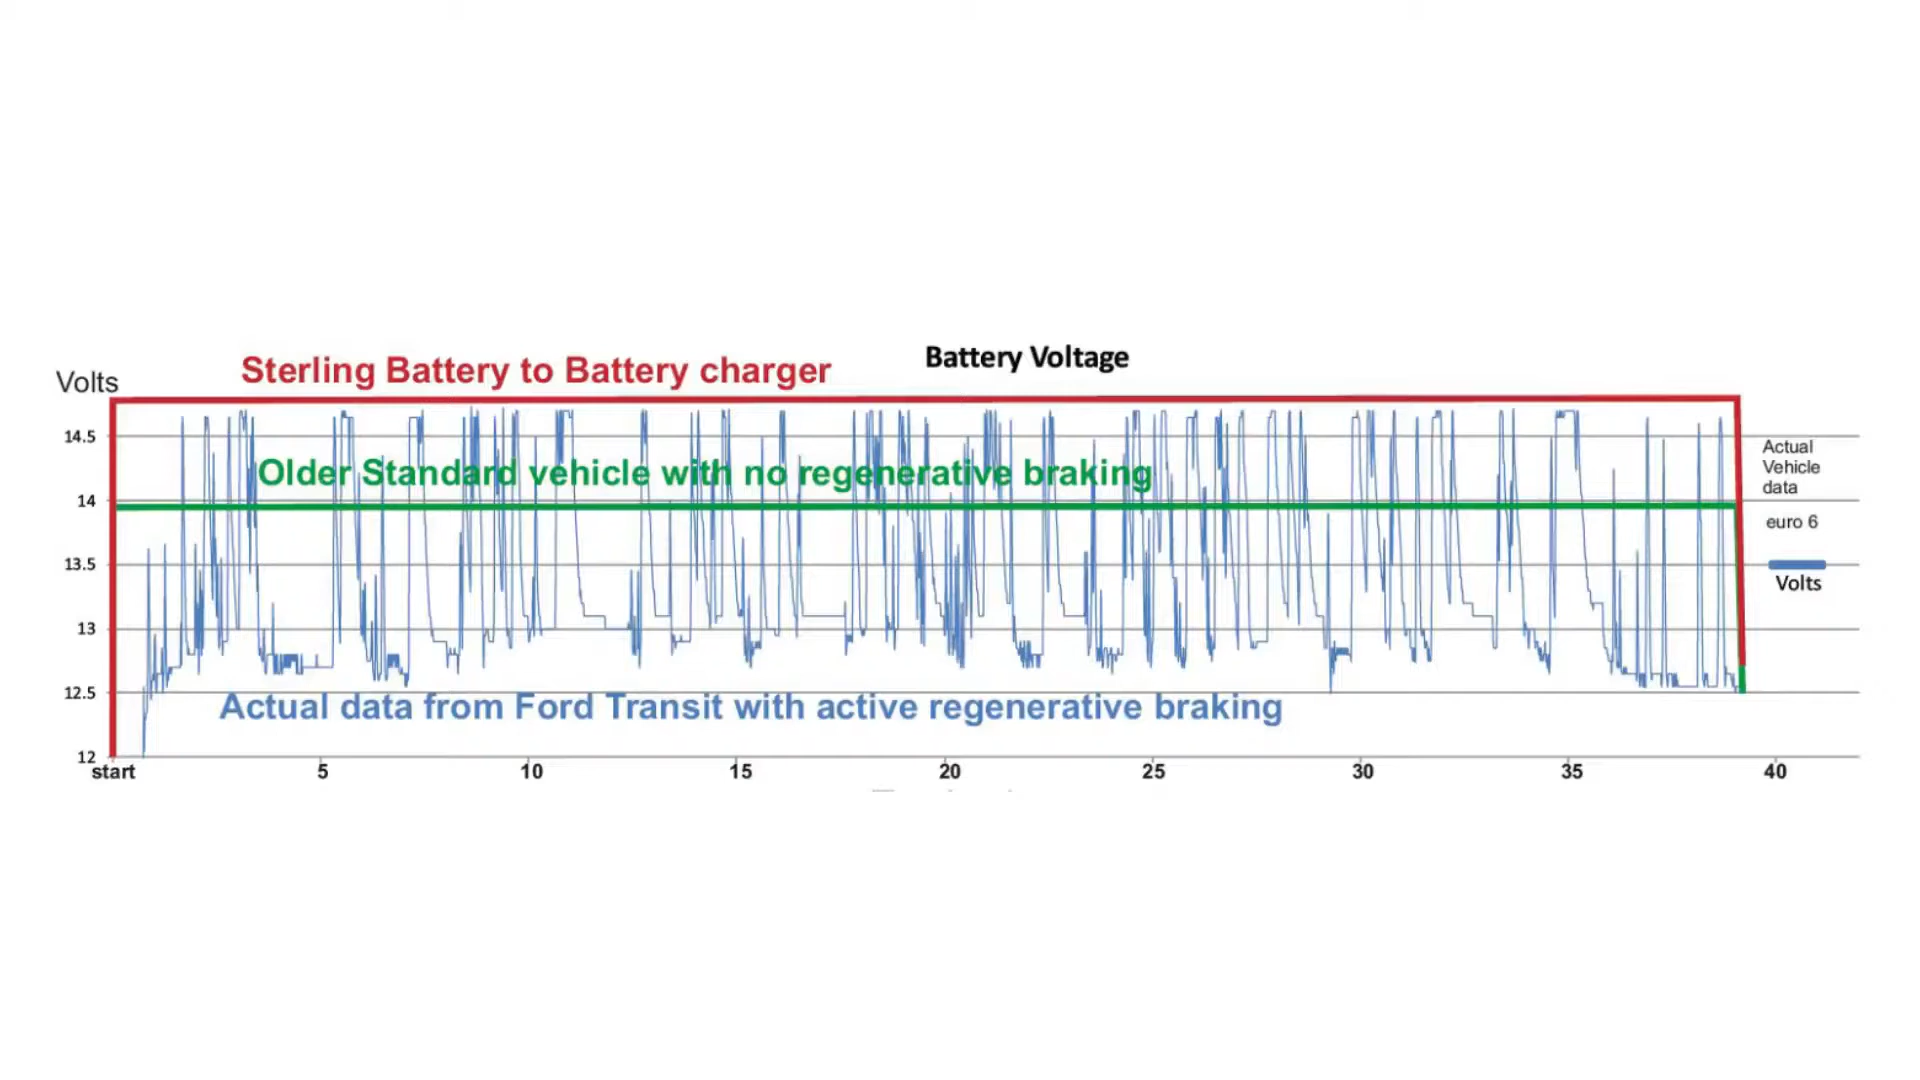 Battery Voltage
Sterling Battery to Battery charger
Volts
14.5
14
13.5
13
12.5
12
Older Standard vehicle with no regenerative braking
Actual data from Ford Transit with active regenerative braking
Actual
Vehicle
data
euro 6
Volts
start 5 10 15 20 25 30 35 40